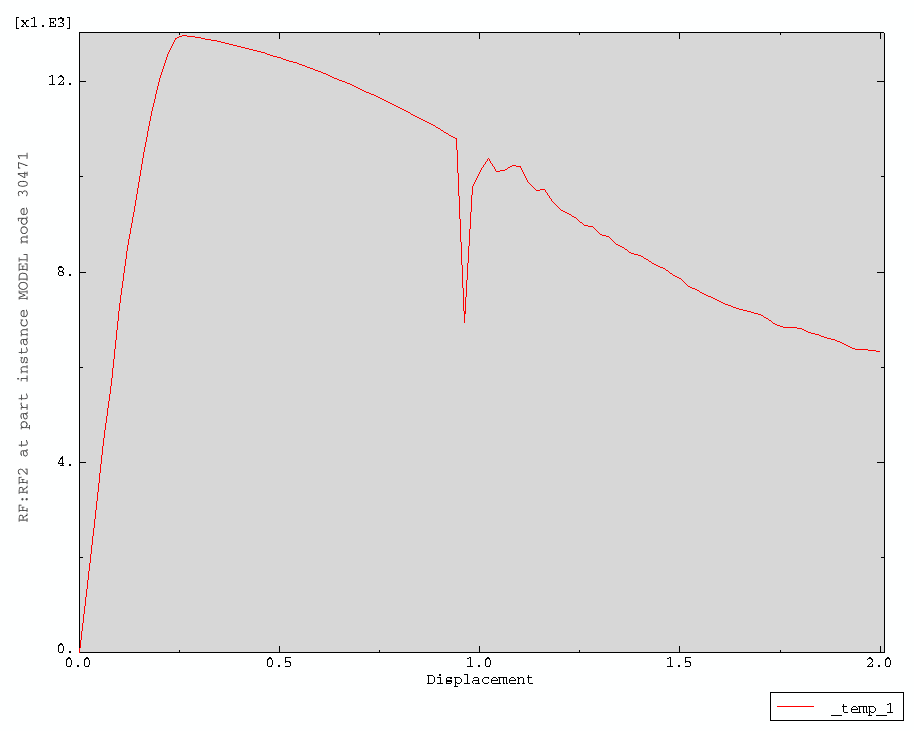 [x1.E3]
12.
8.
4.
0.
RF:RF2 at part instance MODEL node 30471
0.0 0.5 1.0 1.5 2.0
Displacement
_temp_1